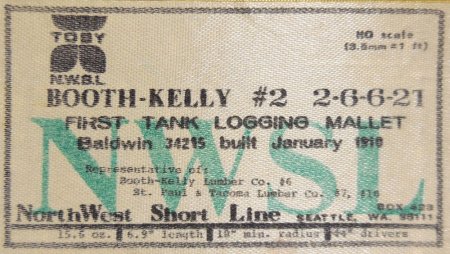 TOBY
N.W.S.L
HO scale
(3.5mm = 1 ft)
BOOTH-KELLY #2 2-6-6-2T
FIRST TANK LOGGING MALLET
Baldwin 34215 built January 1910
Representative of:
Booth-Kelly Lumber Co. #6
St. Paul & Tacoma Lumber Co. #7, #18
NWSL
NorthWest Short Line
BOX 423
SEATTLE, WA 98111
15.6 oz. 6.9" length 18" min. radius 44" drivers